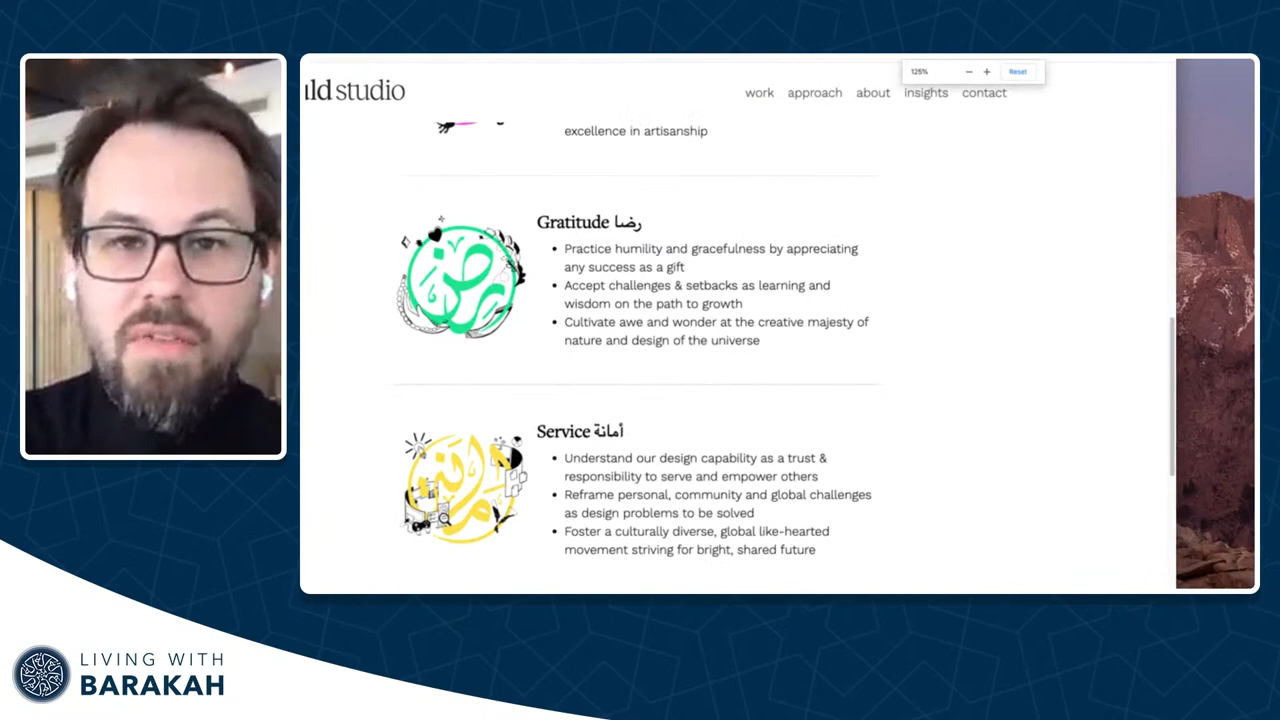 ıld studio
work approach about insights contact
125% − + Reset
excellence in artisanship
Gratitude رضا
• Practice humility and gracefulness by appreciating
any success as a gift
• Accept challenges & setbacks as learning and
wisdom on the path to growth
• Cultivate awe and wonder at the creative majesty of
nature and design of the universe
Service أمانة
• Understand our design capability as a trust &
responsibility to serve and empower others
• Reframe personal, community and global challenges
as design problems to be solved
• Foster a culturally diverse, global like-hearted
movement striving for bright, shared future
LIVING WITH
BARAKAH